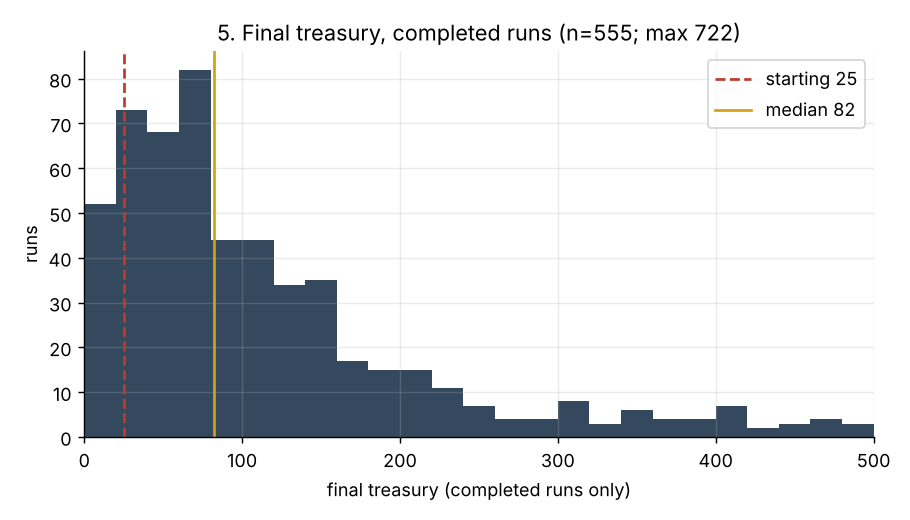 5. Final treasury, completed runs (n=555; max 722)
starting 25
median 82
runs
80
70
60
50
40
30
20
10
0
0 100 200 300 400 500
final treasury (completed runs only)